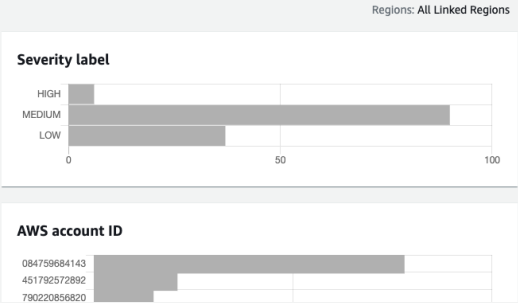 Regions: All Linked Regions
Severity label
HIGH
MEDIUM
LOW
0 50 100
AWS account ID
084759684143
451792572892
790220856820